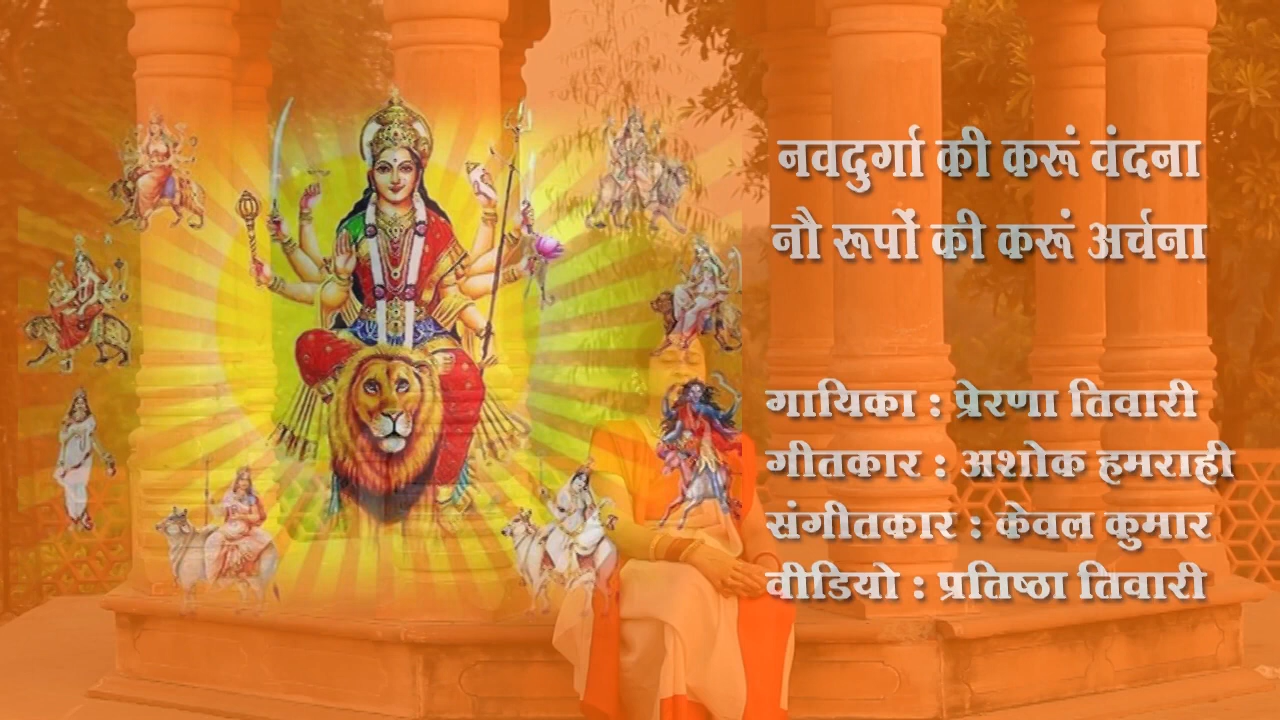 नवदुर्गा की करूं वंदना
नौ रूपों की करूं अर्चना
गायिका : प्रेरणा तिवारी
गीतकार : अशोक हमराही
संगीतकार : केवल कुमार
वीडियो : प्रतिष्ठा तिवारी